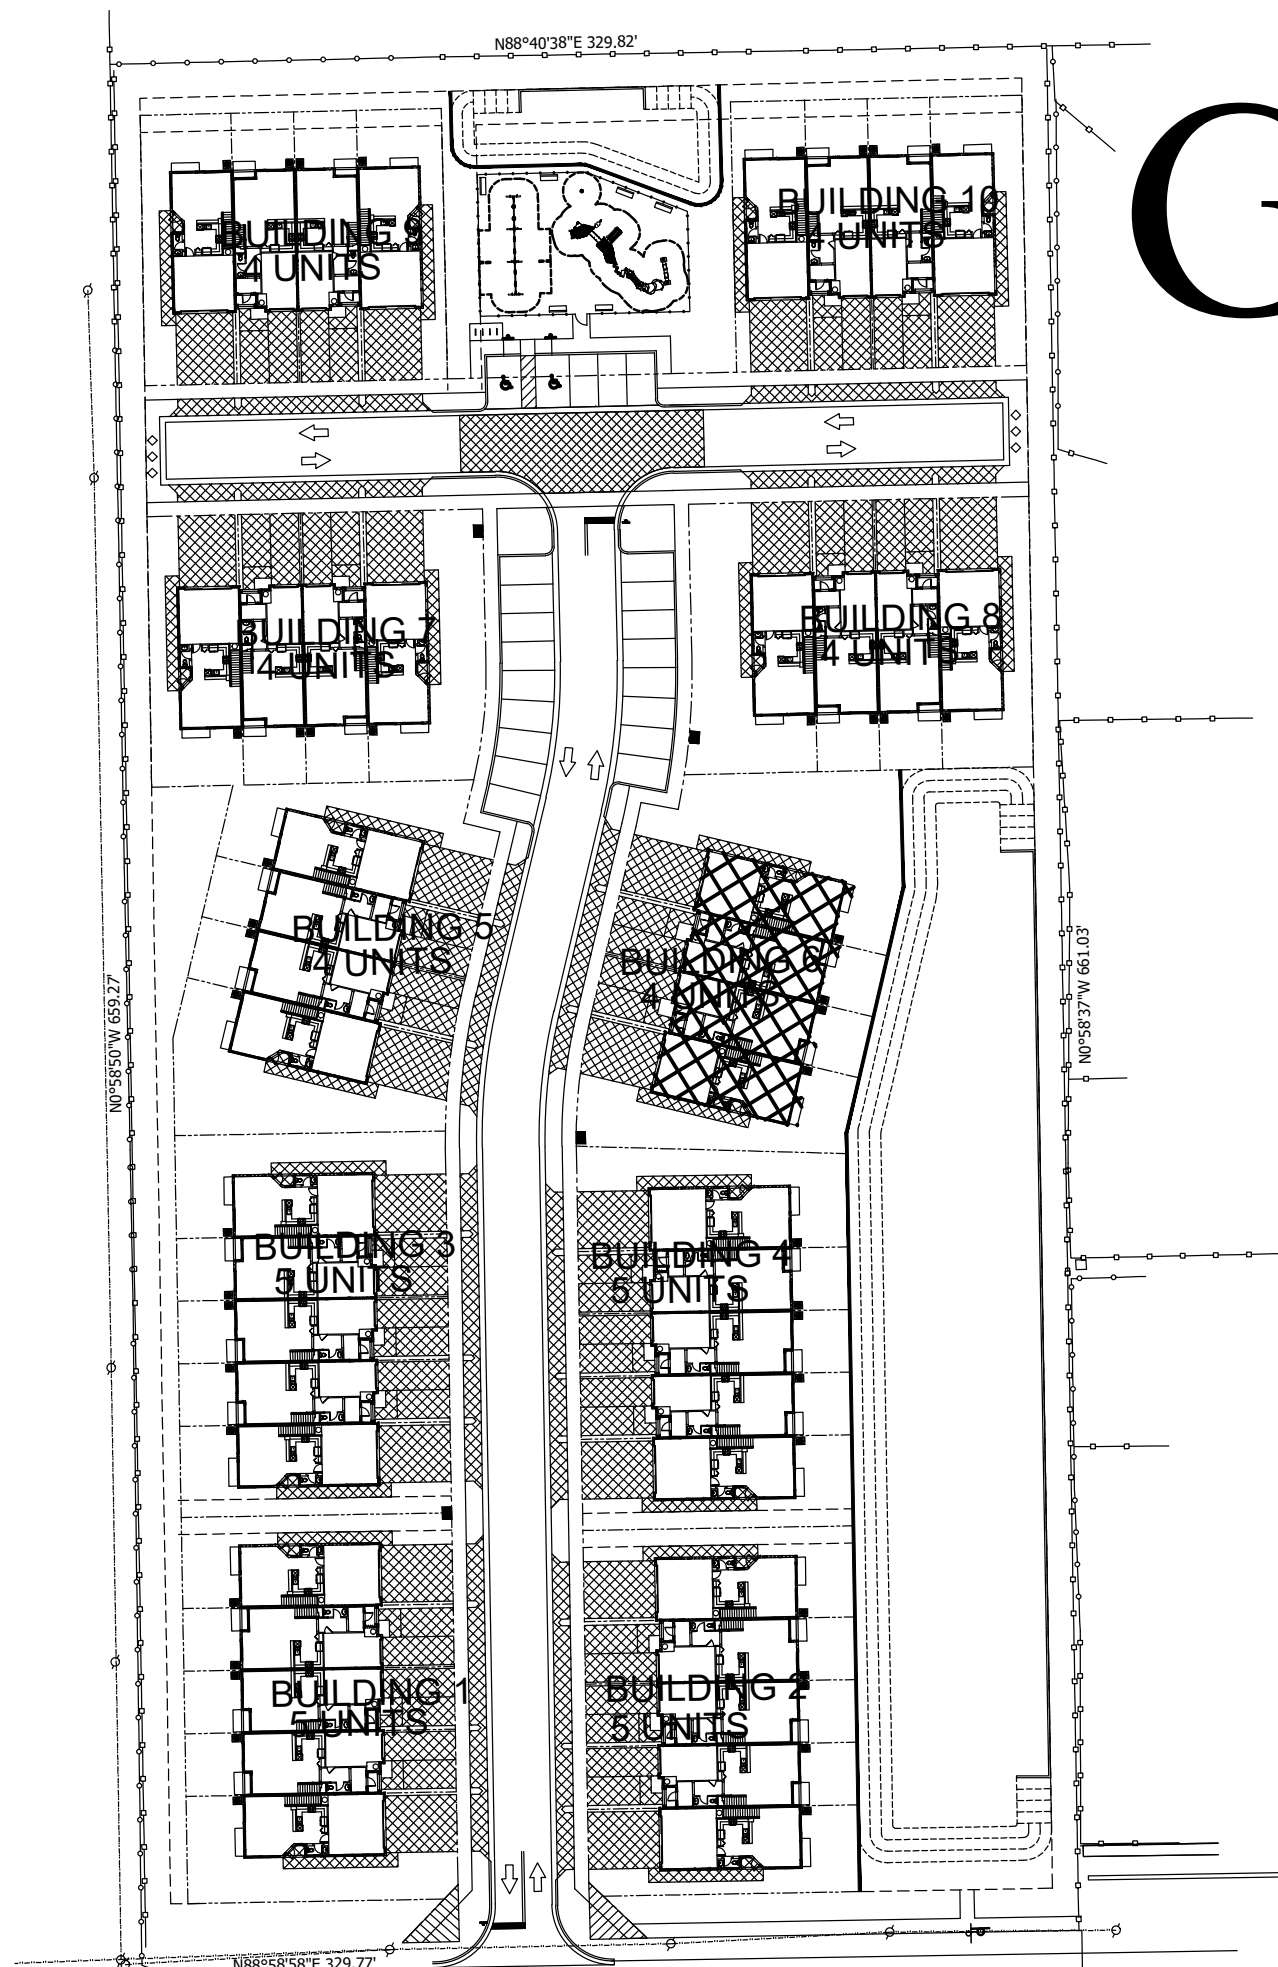 N88°40'38"E 329.82'
G
BUILDING 10
4 UNITS
BUILDING 9
4 UNITS
BUILDING 7
4 UNITS
BUILDING 8
4 UNITS
BUILDING 5
4 UNITS
BUILDING 6
4 UNITS
N0°58'50"W 659.27'
N0°58'37"W 661.03'
BUILDING 3
5 UNITS
BUILDING 4
5 UNITS
BUILDING 1
5 UNITS
BUILDING 2
5 UNITS
N88°58'58"E 329.77'